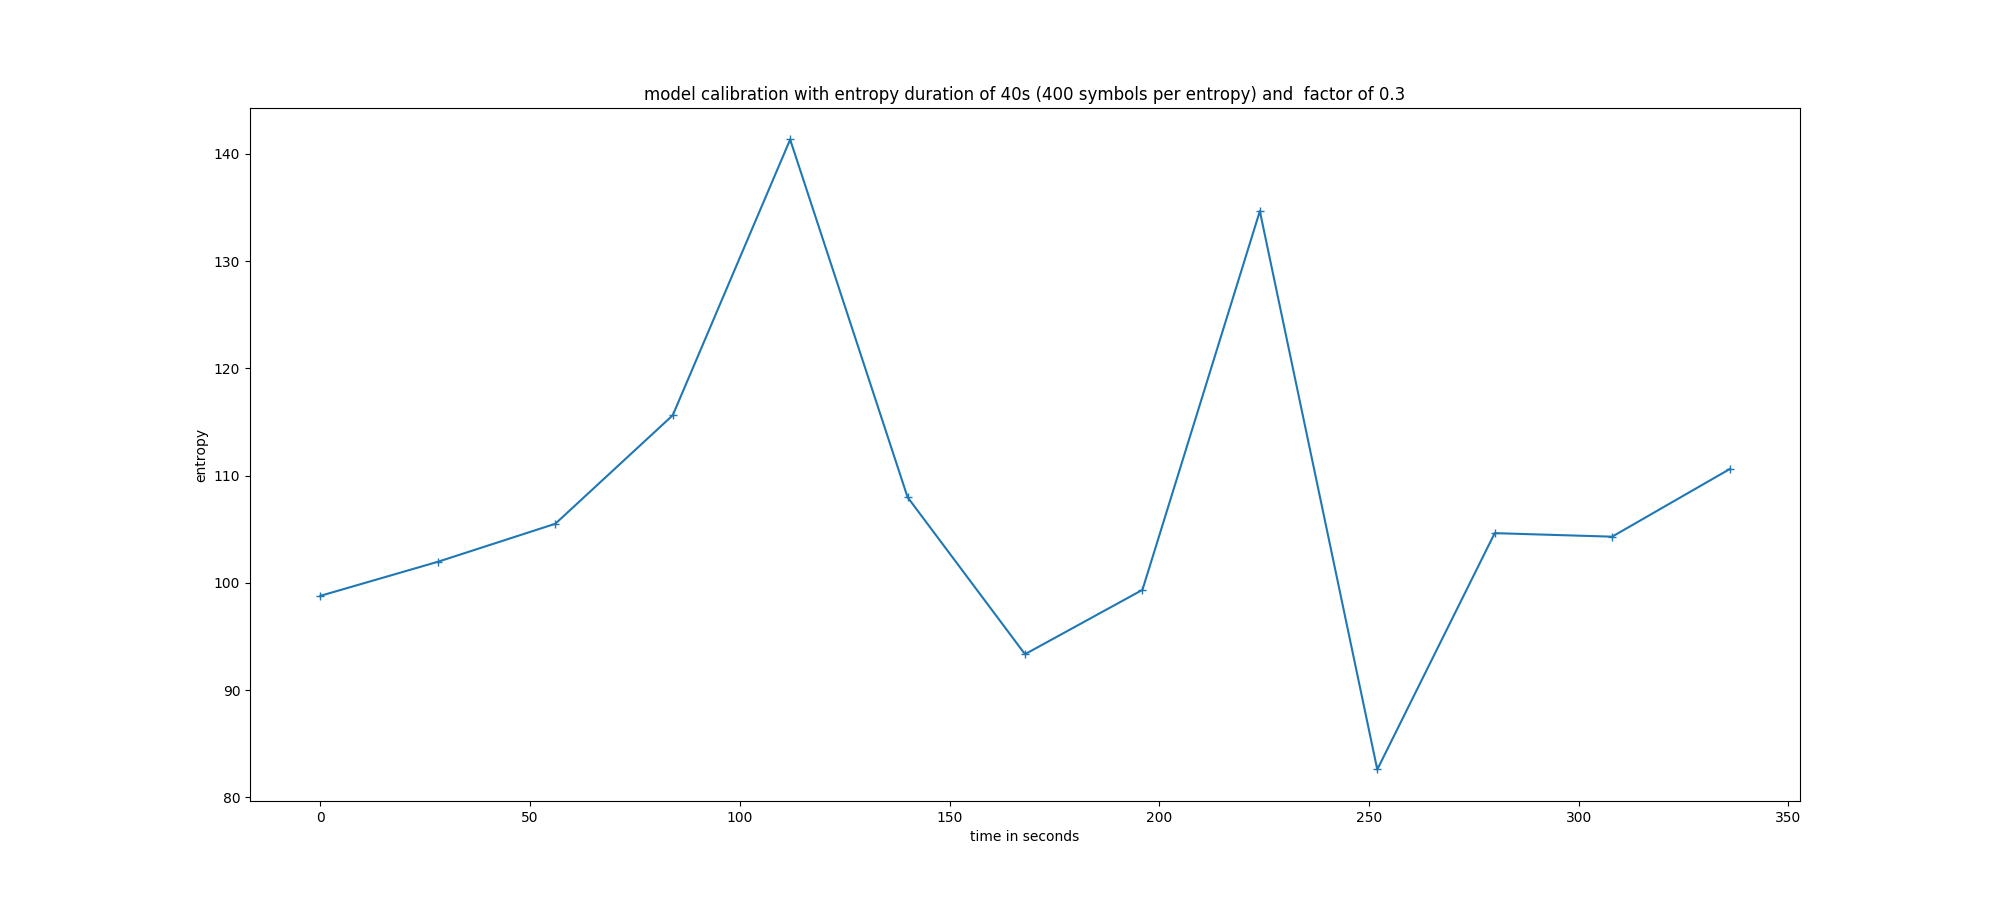 model calibration with entropy duration of 40s (400 symbols per entropy) and  factor of 0.3
140
130
120
110
100
90
80
entropy
0 50 100 150 200 250 300 350
time in seconds